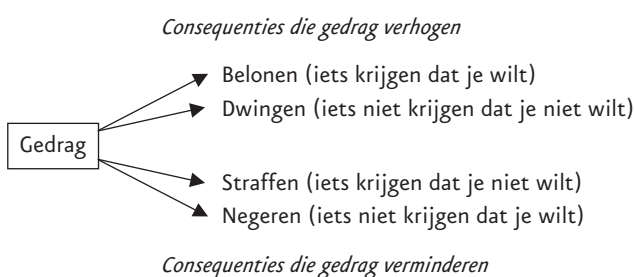 Consequenties die gedrag verhogen
Belonen (iets krijgen dat je wilt)
Dwingen (iets niet krijgen dat je niet wilt)
Gedrag
Straffen (iets krijgen dat je niet wilt)
Negeren (iets niet krijgen dat je wilt)
Consequenties die gedrag verminderen